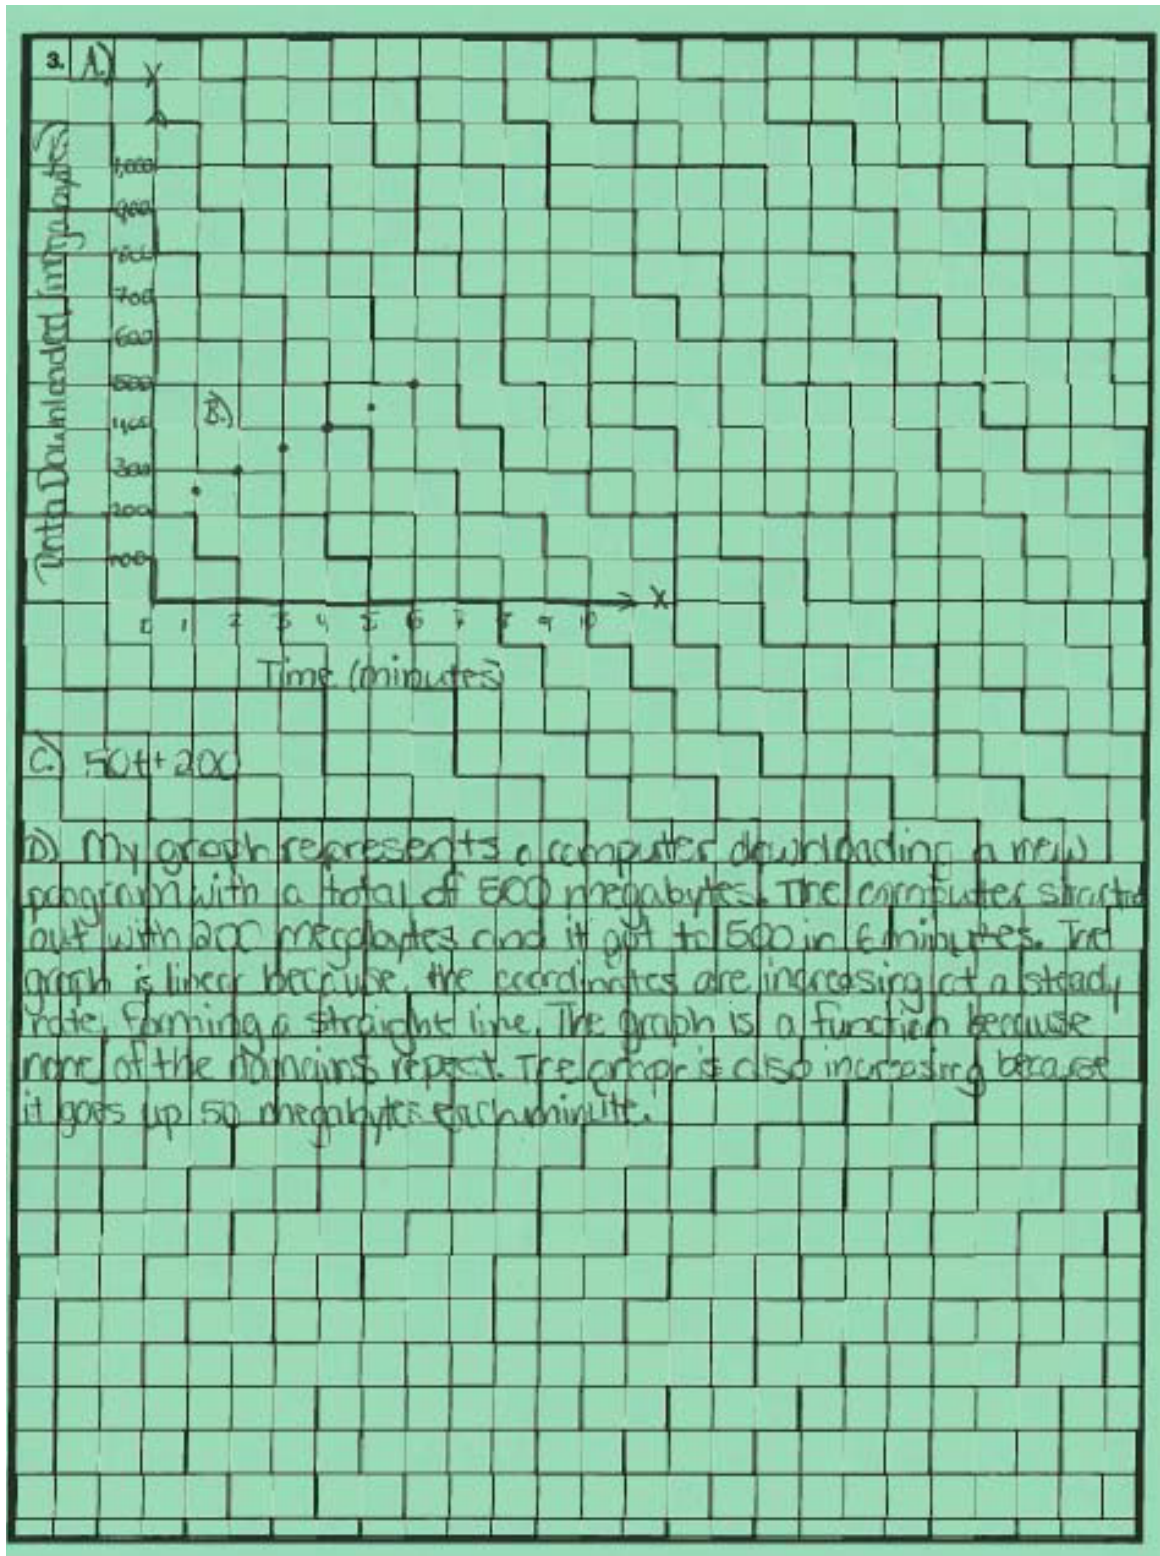 3. A.)
Y
Data Downloaded (megabytes)
1,000
900
800
700
600
500
400
300
200
100
B.)
0 1 2 3 4 5 6 7 8 9 10
X
Time (minutes)
C.) 50t+200
D.) My graph represents a computer downloading a new
program with a total of 500 megabytes. The computer started
out with 200 megabytes and it got to 500 in 6 minutes. The
graph is linear because, the coordinates are increasing at a steady
rate, forming a straight line. The graph is a function because
none of the domains repeat. The graph is also increasing because
it goes up 50 megabytes each minute.